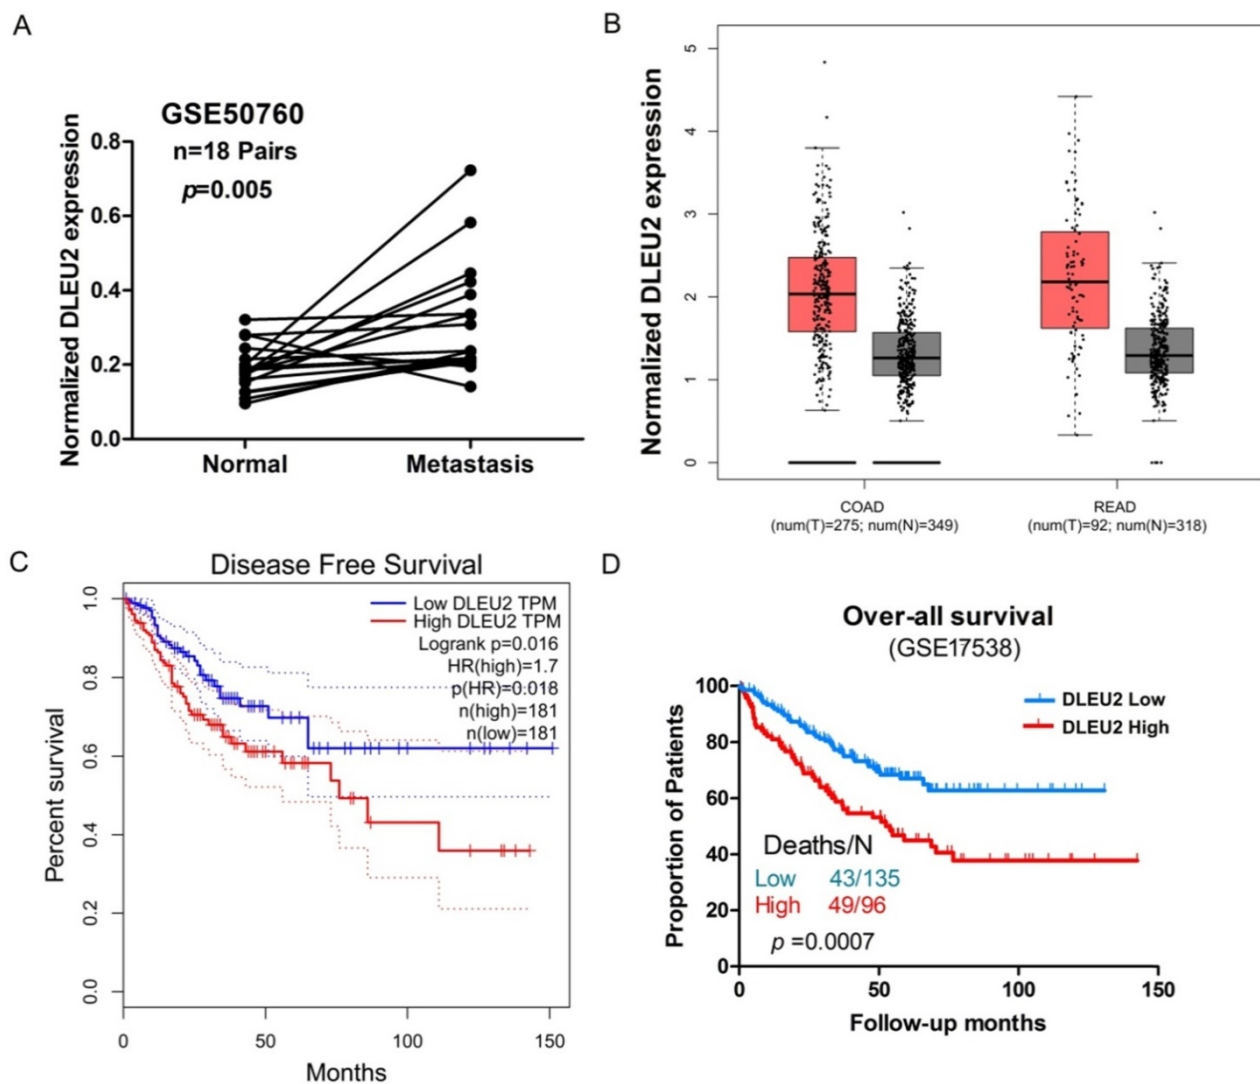 A
GSE50760
n=18 Pairs
p=0.005
Normalized DLEU2 expression
0.8
0.6
0.4
0.2
0.0
Normal
Metastasis
B
Normalized DLEU2 expression
5
4
3
2
1
0
COAD
(num(T)=275; num(N)=349)
READ
(num(T)=92; num(N)=318)
C
Disease Free Survival
Low DLEU2 TPM
High DLEU2 TPM
Logrank p=0.016
HR(high)=1.7
p(HR)=0.018
n(high)=181
n(low)=181
Percent survival
1.0
0.8
0.6
0.4
0.2
0.0
0
50
100
150
Months
D
Over-all survival
(GSE17538)
DLEU2 Low
DLEU2 High
Proportion of Patients
100
80
60
40
20
0
Deaths/N
Low 43/135
High 49/96
p =0.0007
0
50
100
150
Follow-up months